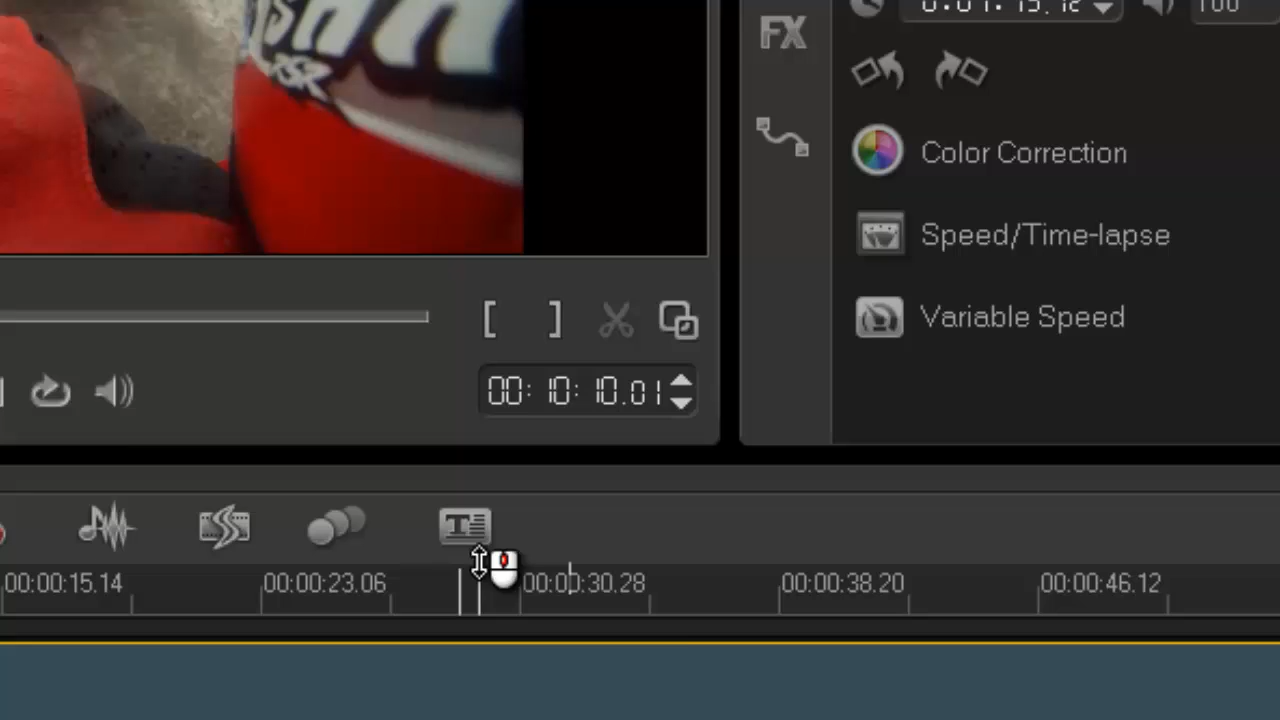 FX
100
Color Correction
Speed/Time-lapse
Variable Speed
[ ]
00: 10: 10.01
T
00:00:15.14 00:00:23.06 00:00:30.28 00:00:38.20 00:00:46.12